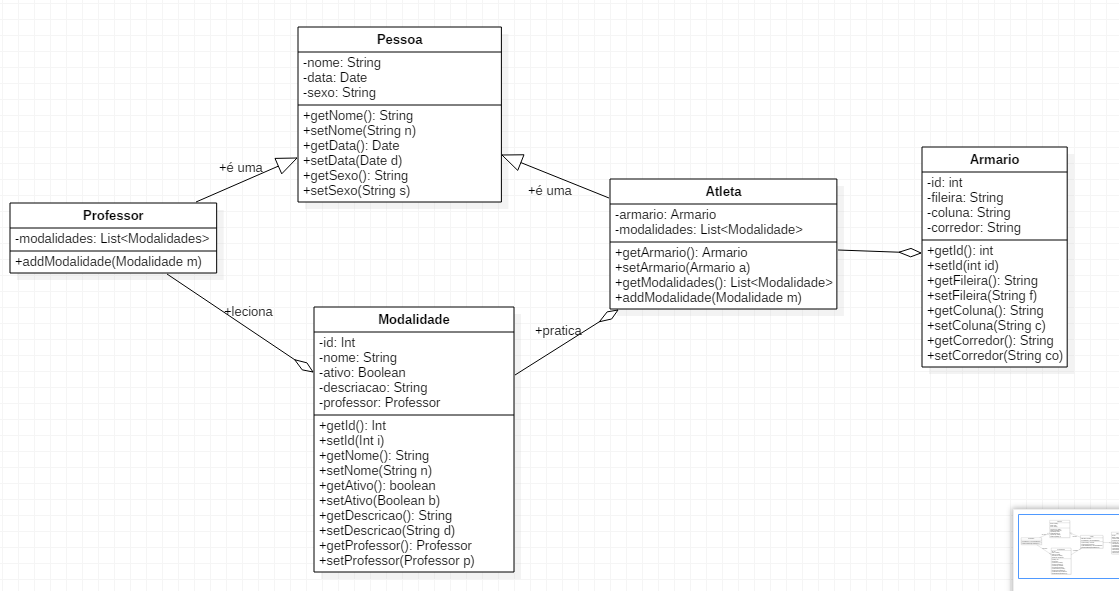 Pessoa
-nome: String
-data: Date
-sexo: String
+getNome(): String
+setNome(String n)
+getData(): Date
+setData(Date d)
+getSexo(): String
+setSexo(String s)
+é uma
+é uma
Professor
-modalidades: List<Modalidades>
+addModalidade(Modalidade m)
Atleta
-armario: Armario
-modalidades: List<Modalidade>
+getArmario(): Armario
+setArmario(Armario a)
+getModalidades(): List<Modalidade>
+addModalidade(Modalidade m)
Armario
-id: int
-fileira: String
-coluna: String
-corredor: String
+getId(): int
+setId(int id)
+getFileira(): String
+setFileira(String f)
+getColuna(): String
+setColuna(String c)
+getCorredor(): String
+setCorredor(String co)
+leciona
+pratica
Modalidade
-id: Int
-nome: String
-ativo: Boolean
-descriacao: String
-professor: Professor
+getId(): Int
+setId(Int i)
+getNome(): String
+setNome(String n)
+getAtivo(): boolean
+setAtivo(Boolean b)
+getDescricao(): String
+setDescricao(String d)
+getProfessor(): Professor
+setProfessor(Professor p)